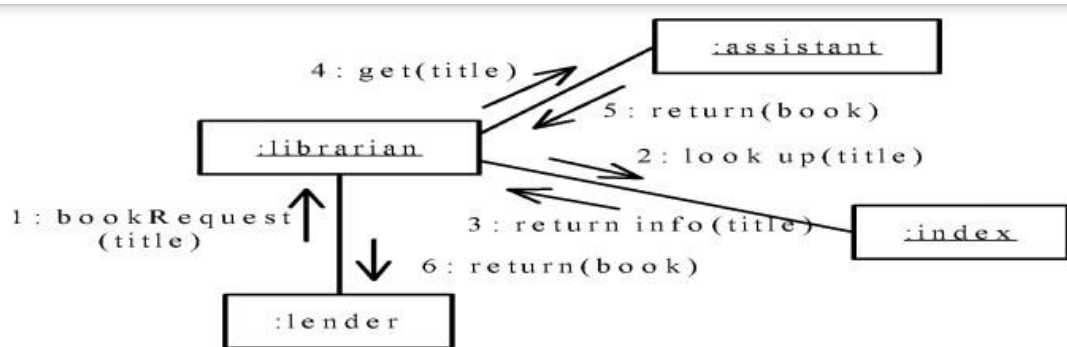 :assistant
4: get(title)
5: return(book)
:librarian
2: look up(title)
1: bookRequest
(title)
3: return info(title)
:index
6: return(book)
:lender